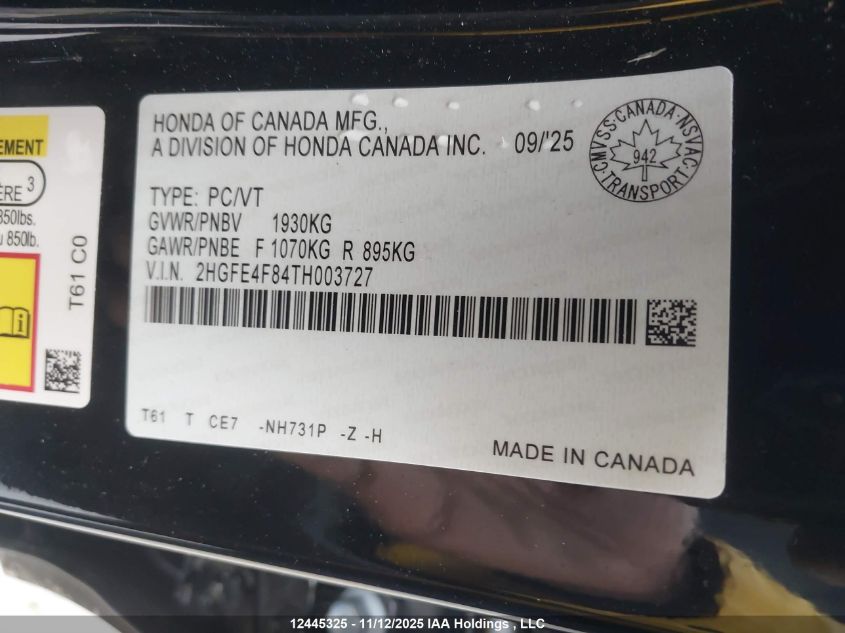 EMENT
ÈRE 3
850lbs.
u 850lb.
T61 C0
HONDA OF CANADA MFG.,
A DIVISION OF HONDA CANADA INC. 09/'25
CMVSS·CANADA·NSVAC
942
TRANSPORT
TYPE: PC/VT
GVWR/PNBV 1930KG
GAWR/PNBE F 1070KG R 895KG
V.I.N. 2HGFE4F84TH003727
T61 T CE7 -NH731P -Z -H
MADE IN CANADA
12445325 - 11/12/2025 IAA Holdings , LLC